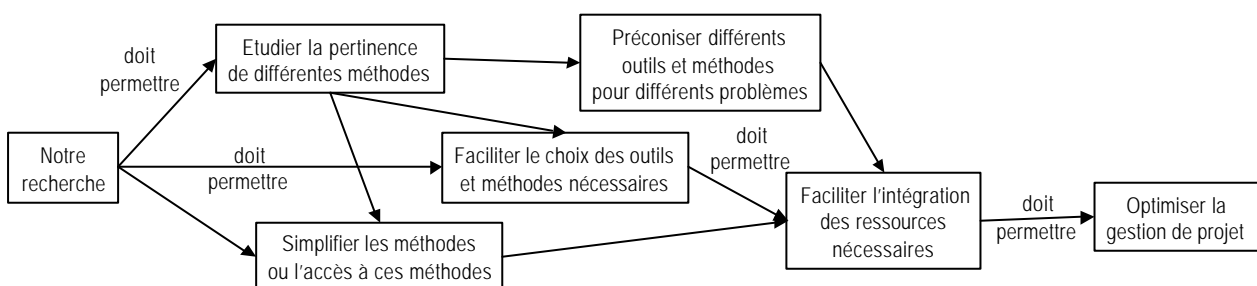 doit
permettre
Etudier la pertinence
de différentes méthodes
Préconiser différents
outils et méthodes
pour différents problèmes
Notre
recherche
doit
permettre
Faciliter le choix des outils
et méthodes nécessaires
doit
permettre
Simplifier les méthodes
ou l'accès à ces méthodes
Faciliter l'intégration
des ressources
nécessaires
doit
permettre
Optimiser la
gestion de projet